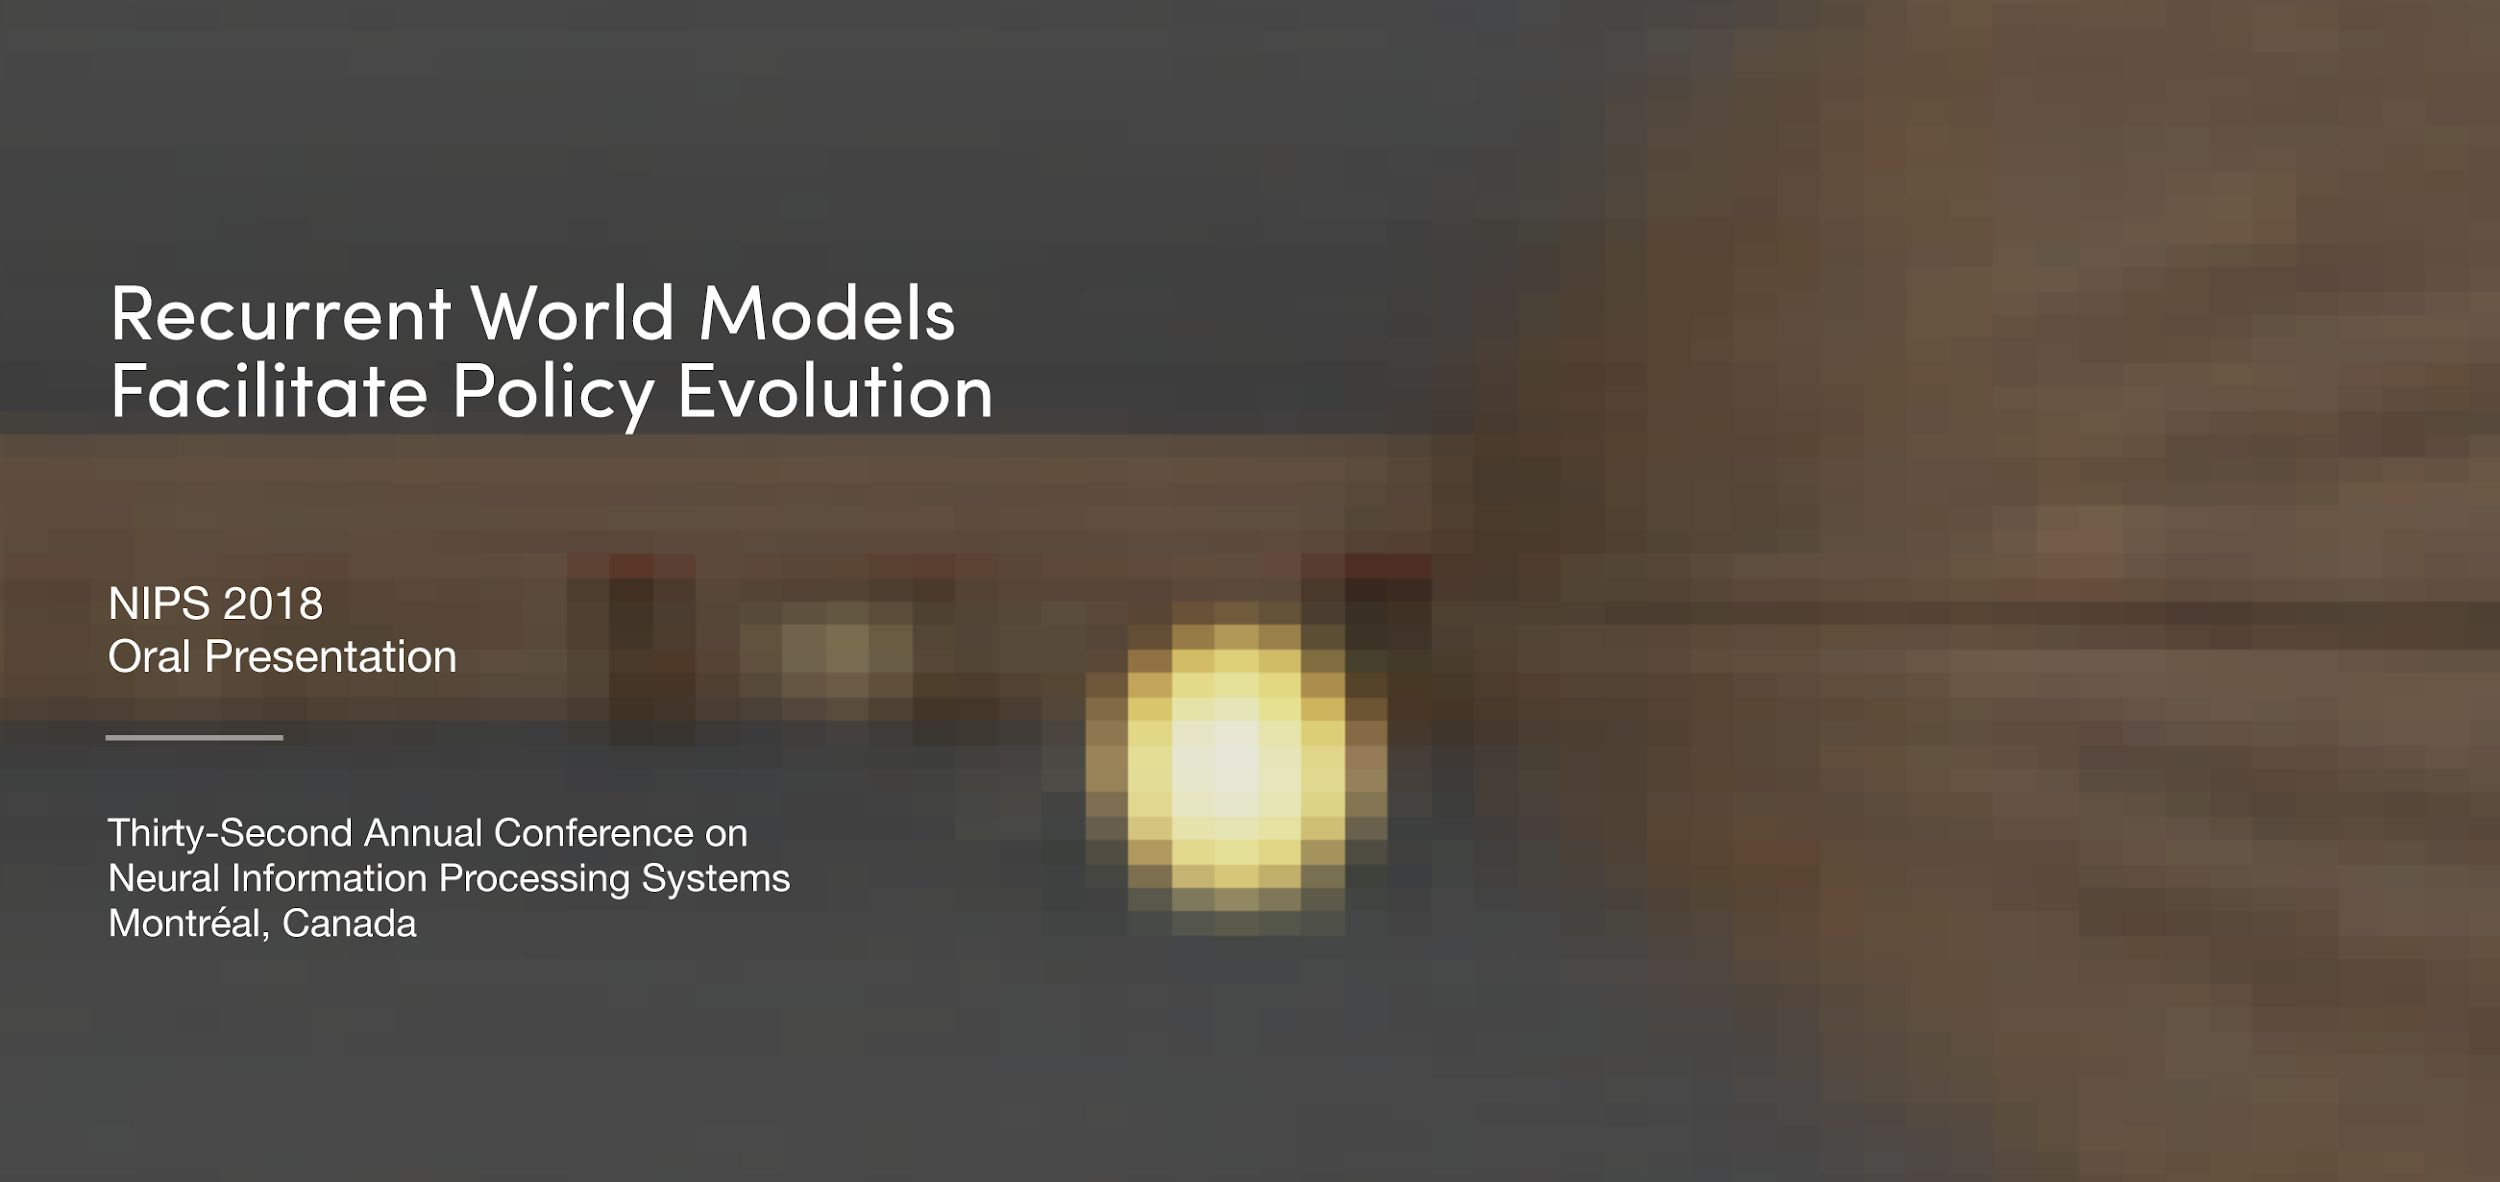 Recurrent World Models
Facilitate Policy Evolution
NIPS 2018
Oral Presentation
Thirty-Second Annual Conference on
Neural Information Processing Systems
Montréal, Canada